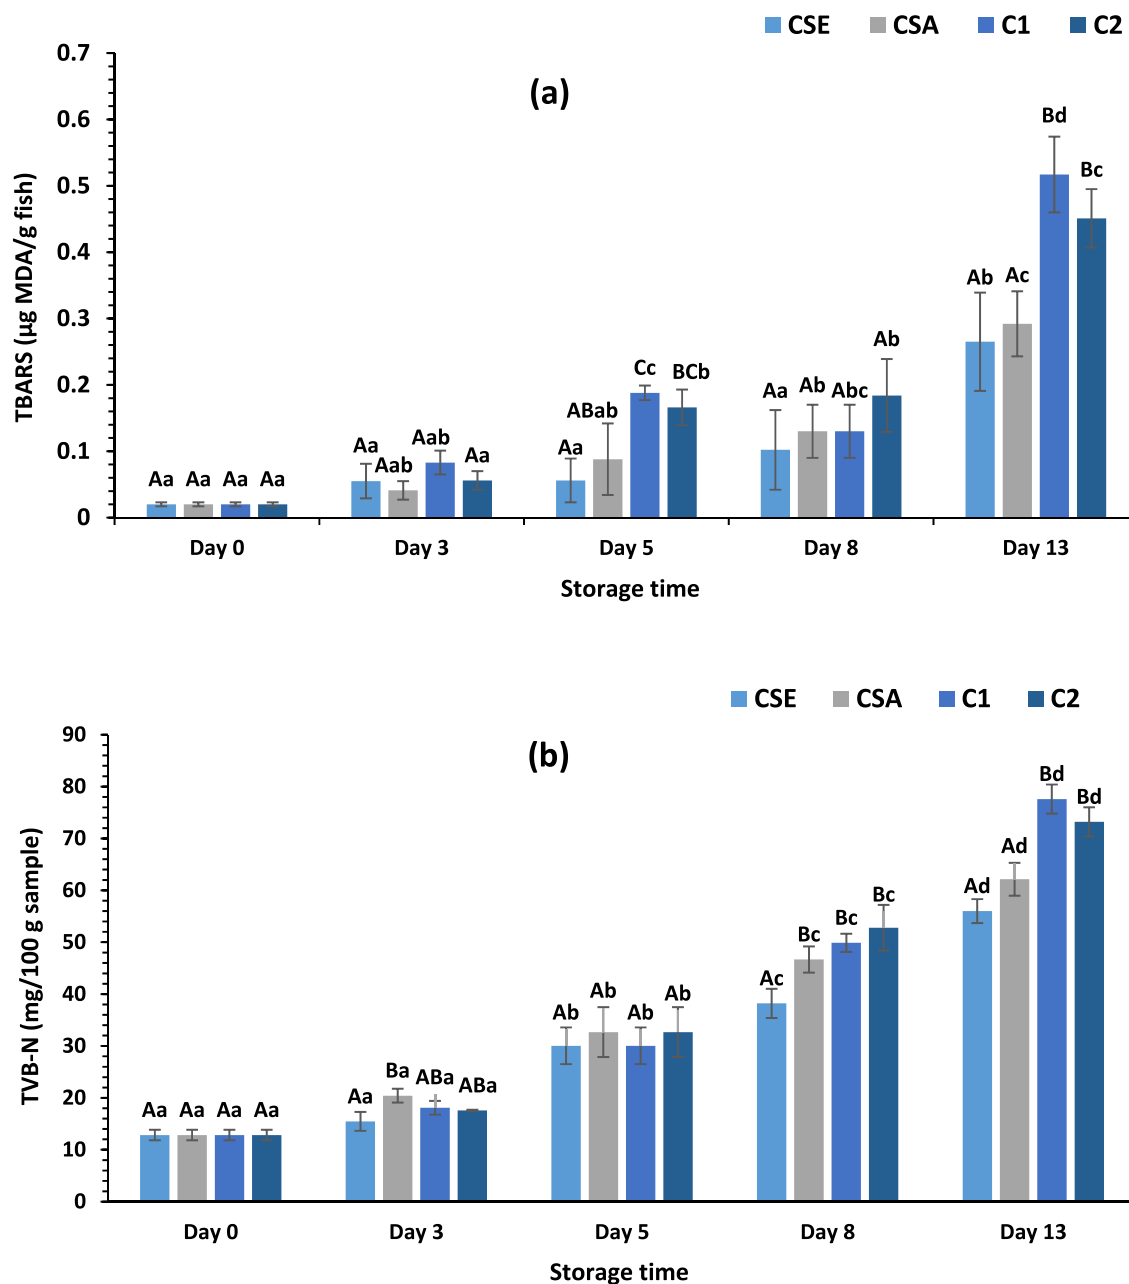 CSE CSA C1 C2
(a)
TBARS (µg MDA/g fish)
0.7
0.6
0.5
0.4
0.3
0.2
0.1
0
Aa Aa Aa Aa
Aa Aab Aab Aa
Aa ABab Cc BCb
Aa Ab Abc Ab
Ab Ac Bd Bc
Day 0 Day 3 Day 5 Day 8 Day 13
Storage time
CSE CSA C1 C2
(b)
TVB-N (mg/100 g sample)
90
80
70
60
50
40
30
20
10
0
Aa Aa Aa Aa
Aa Ba ABa ABa
Ab Ab Ab Ab
Ac Bc Bc Bc
Ad Ad Bd Bd
Day 0 Day 3 Day 5 Day 8 Day 13
Storage time